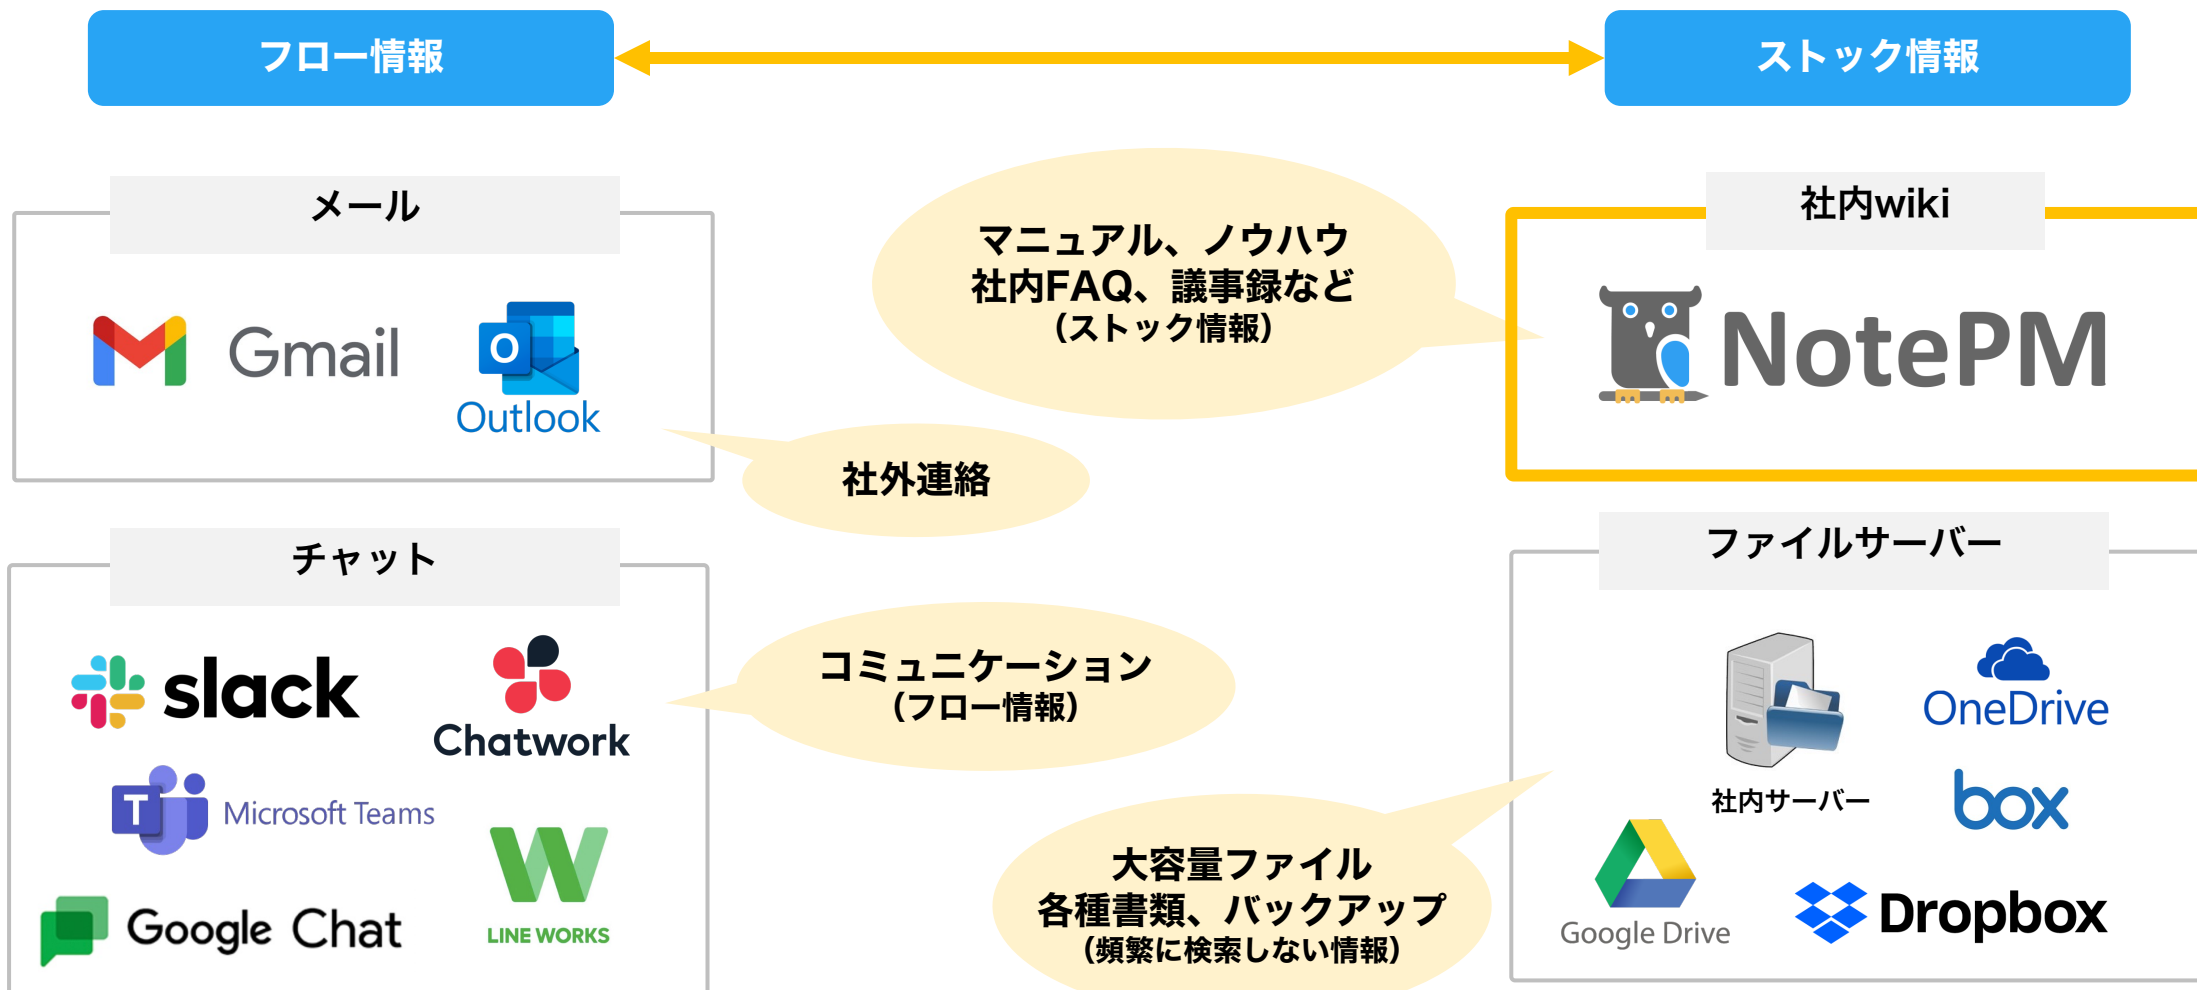 フロー情報
ストック情報
メール
Gmail
Outlook
社外連絡
マニュアル、ノウハウ
社内FAQ、議事録など
（ストック情報）
社内wiki
NotePM
チャット
slack
Chatwork
Microsoft Teams
LINE WORKS
Google Chat
コミュニケーション
（フロー情報）
ファイルサーバー
社内サーバー
OneDrive
box
Google Drive
Dropbox
大容量ファイル
各種書類、バックアップ
（頻繁に検索しない情報）